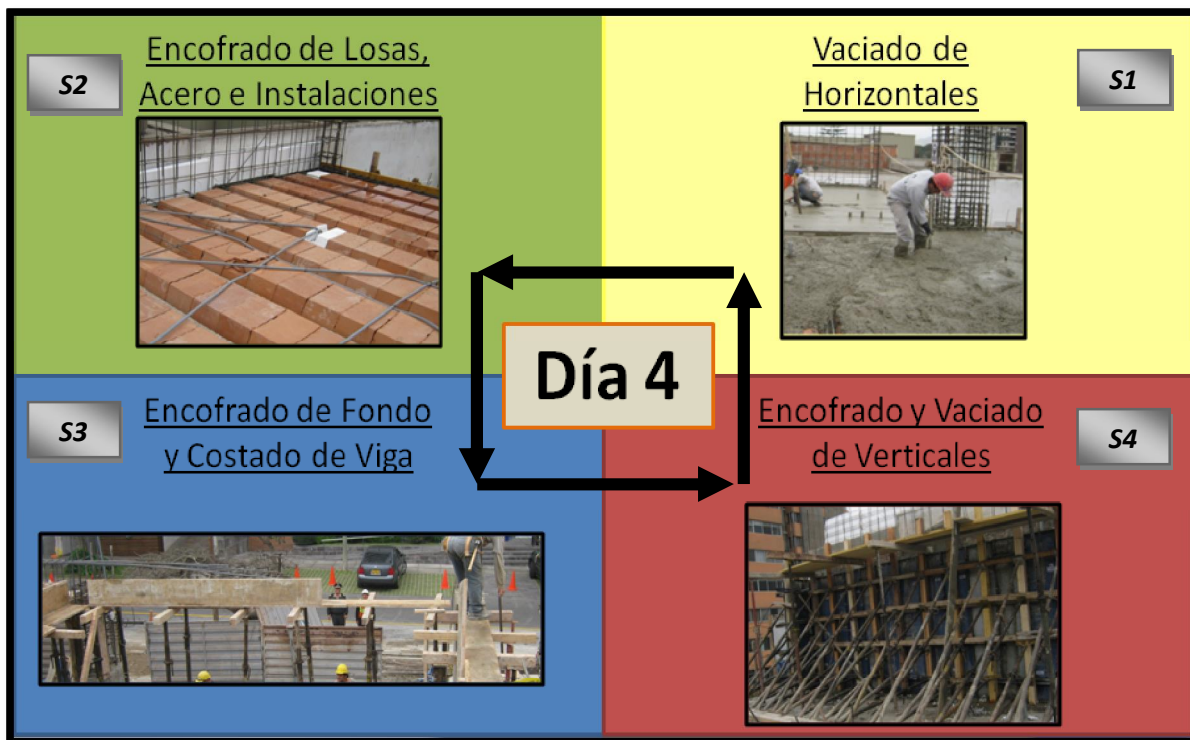 S2
Encofrado de Losas,
Acero e Instalaciones
Vaciado de
Horizontales
S1
Día 4
S3
Encofrado de Fondo
y Costado de Viga
Encofrado y Vaciado
de Verticales
S4